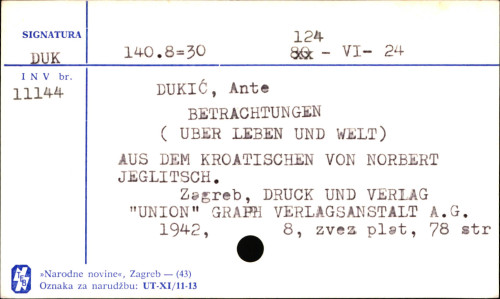 SIGNATURA
DUK
140.8=30
124
80x - VI- 24
I N V br.
11144
DUKIĆ, Ante
BETRACHTUNGEN
( UBER LEBEN UND WELT)
AUS DEM KROATISCHEN VON NORBERT
JEGLITSCH.
Zagreb, DRUCK UND VERLAG
"UNION" GRAPH VERLAGSANSTALT A.G.
1942, 8, zvez plat, 78 str
»Narodne novine«, Zagreb — (43)
Oznaka za narudžbu: UT-XI/11-13